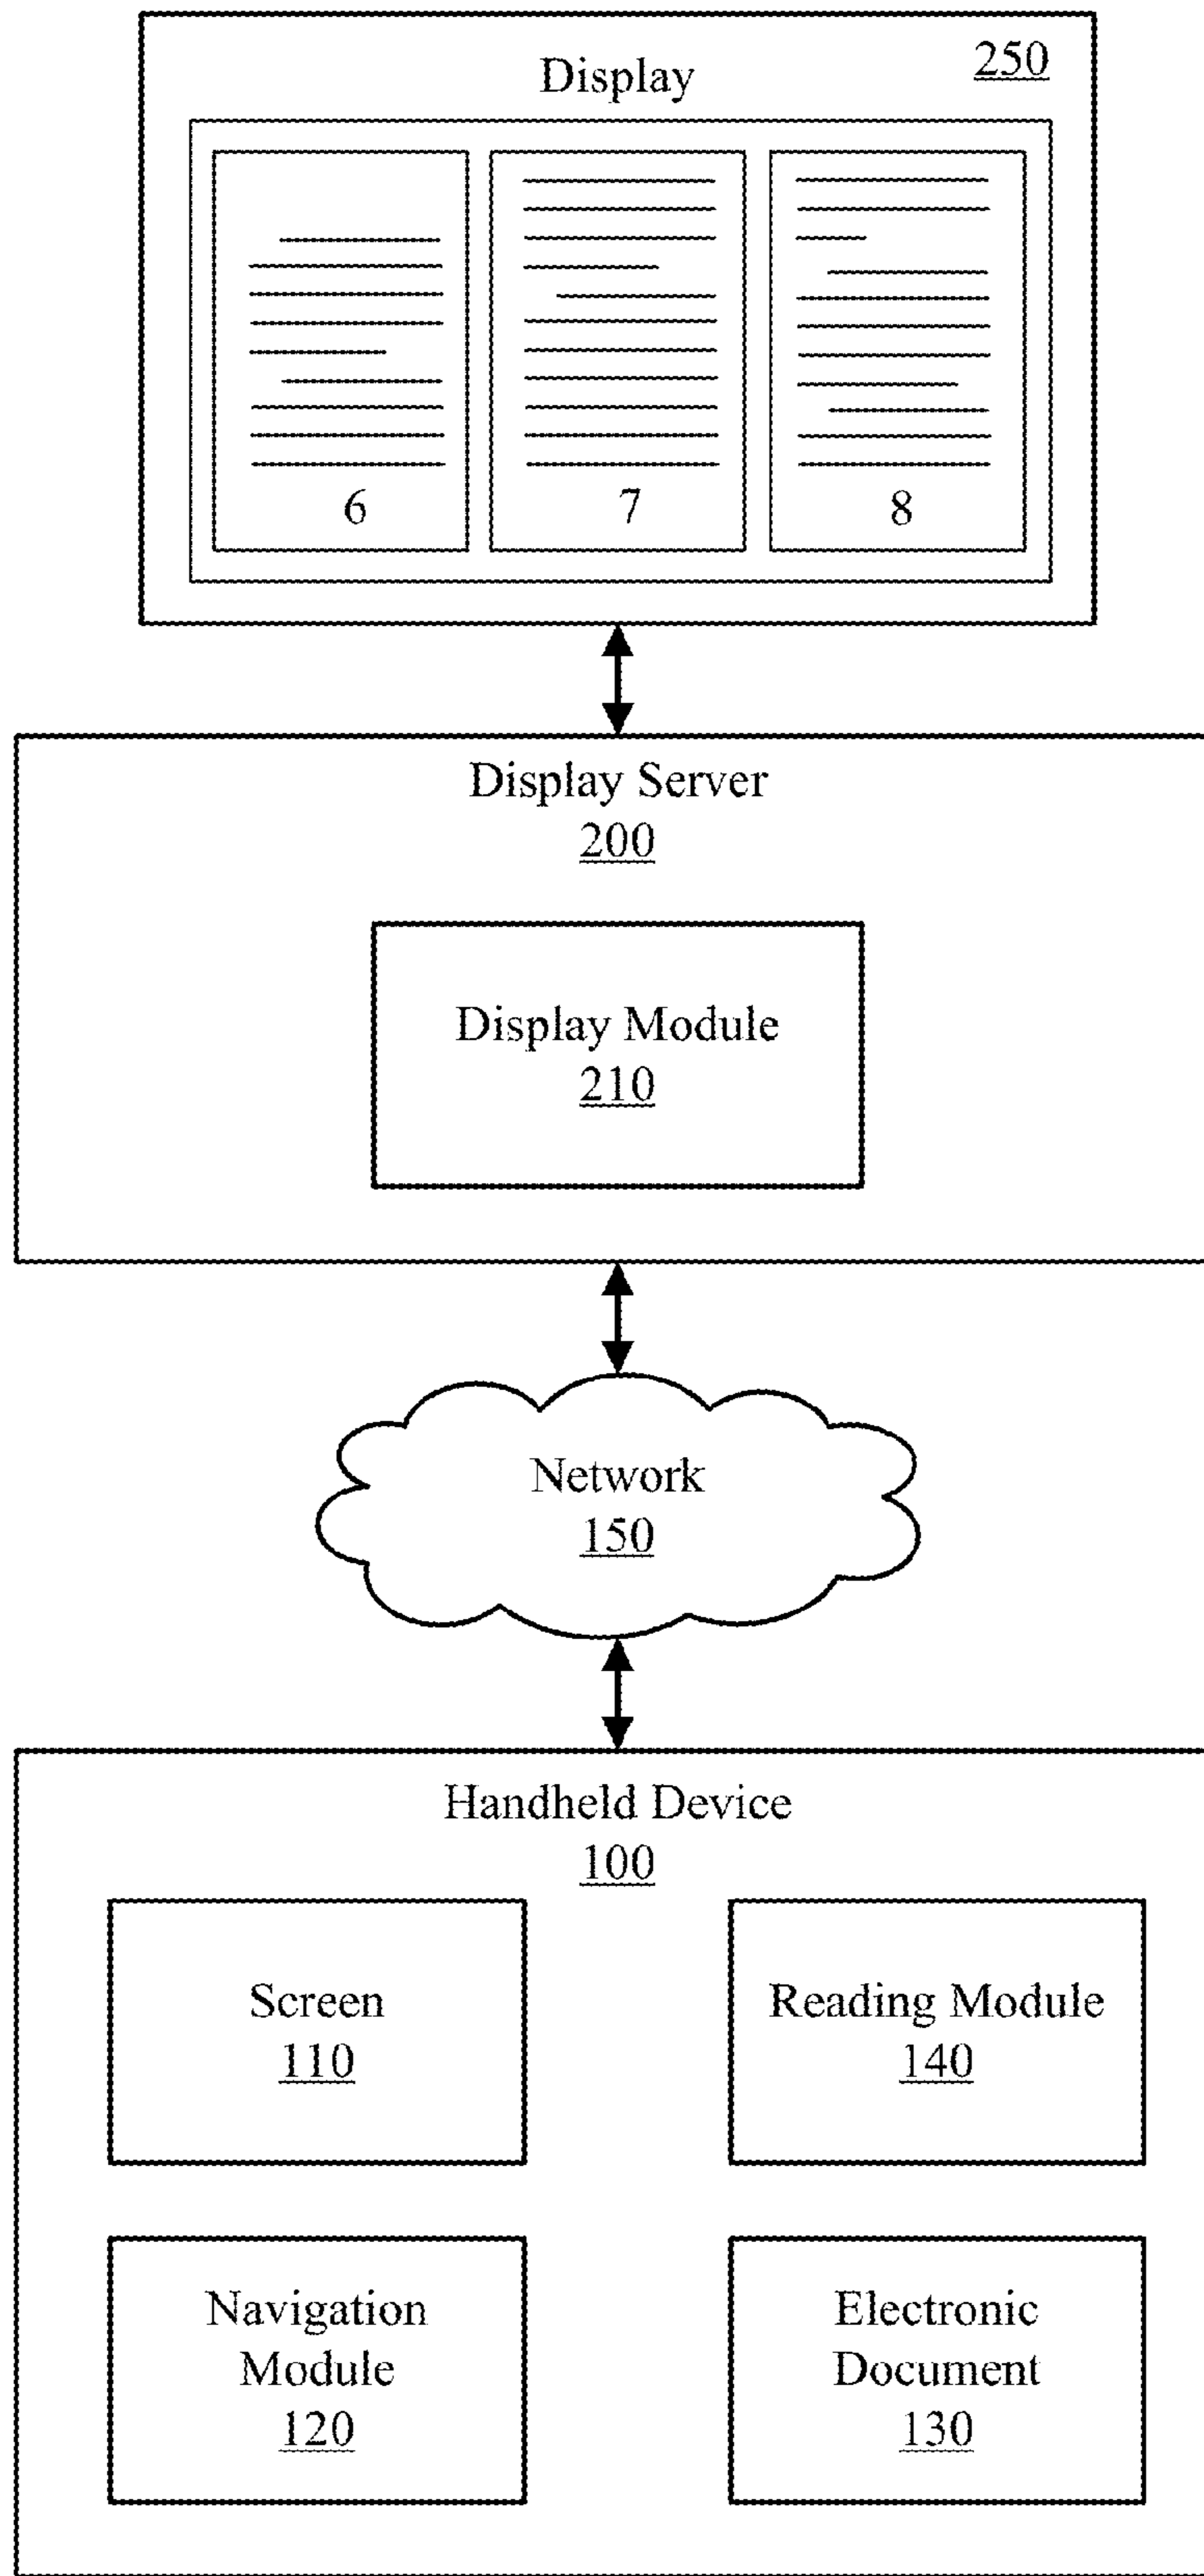 Display
250
6
7
8
Display Server
200
Display Module
210
Network
150
Handheld Device
100
Screen
110
Reading Module
140
Navigation
Module
120
Electronic
Document
130